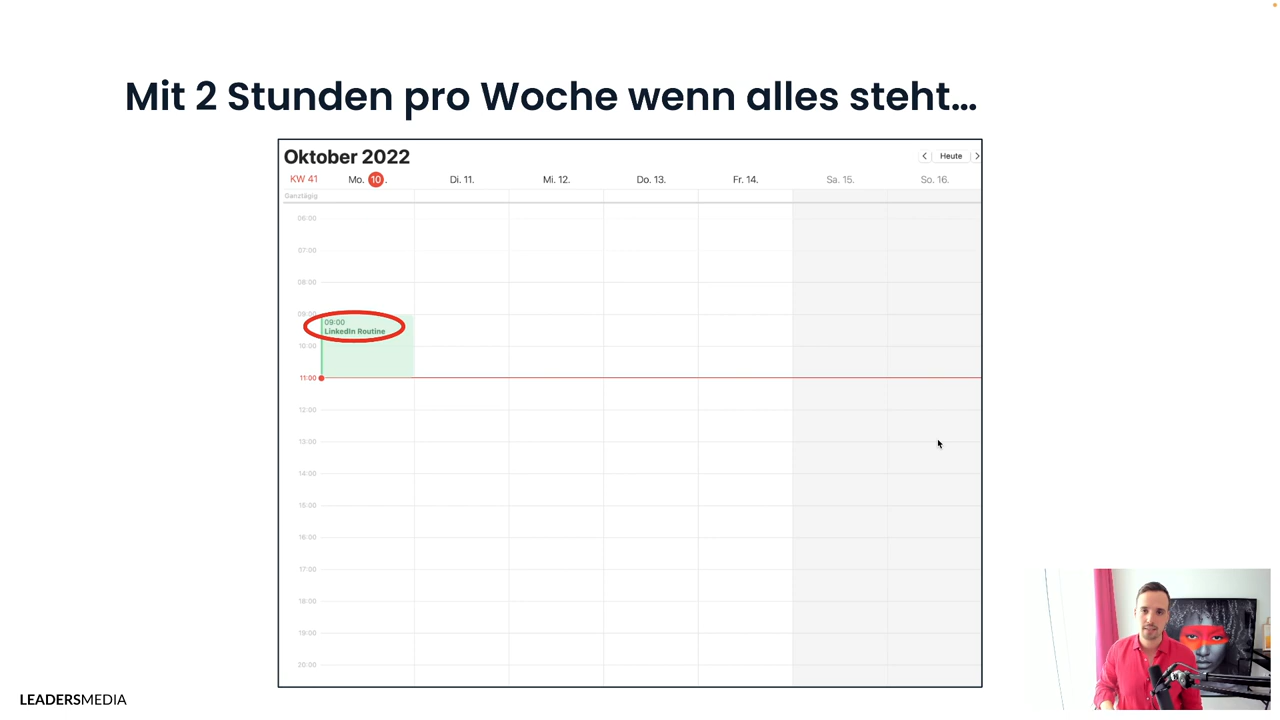 Mit 2 Stunden pro Woche wenn alles steht...
Oktober 2022
Heute
KW 41
Mo. 10.
Di. 11.
Mi. 12.
Do. 13.
Fr. 14.
Sa. 15.
So. 16.
Ganztägig
06:00
07:00
08:00
09:00
09:00
LinkedIn Routine
10:00
11:00
12:00
13:00
14:00
15:00
16:00
17:00
18:00
19:00
20:00
LEADERSMEDIA